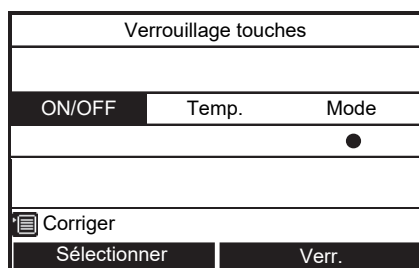 Verrouillage touches
ON/OFF Temp. Mode
Corriger
Sélectionner Verr.